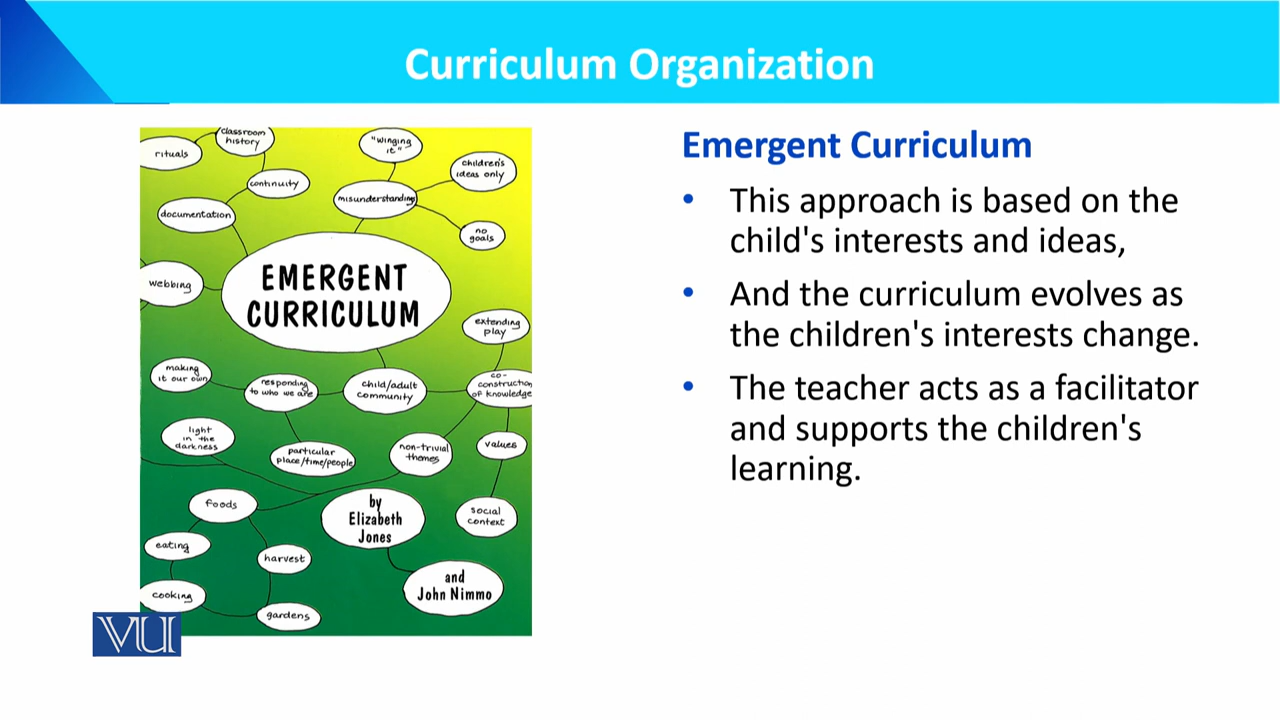 Curriculum Organization
classroom
history
rituals
"winging
it"
children's
ideas only
continuity
misunderstanding
documentation
no
goals
EMERGENT
CURRICULUM
webbing
extending
play
making
it our own
responding
to who we are
child/adult
community
co-
construction
of knowledge
light
in the
darkness
particular
place/time/people
non-trivial
themes
values
foods
by
Elizabeth
Jones
social
context
eating
harvest
and
John Nimmo
cooking
gardens
VU
Emergent Curriculum
• This approach is based on the
child's interests and ideas,
• And the curriculum evolves as
the children's interests change.
• The teacher acts as a facilitator
and supports the children's
learning.